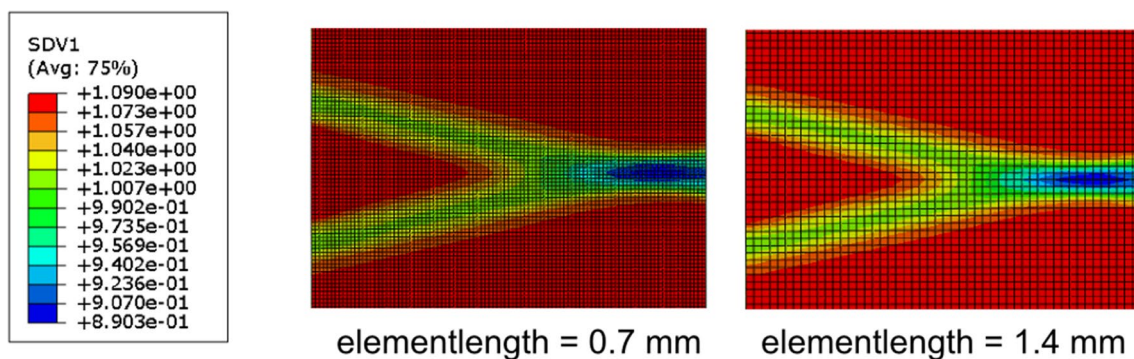 SDV1
(Avg: 75%)
+1.090e+00
+1.073e+00
+1.057e+00
+1.040e+00
+1.023e+00
+1.007e+00
+9.902e-01
+9.735e-01
+9.569e-01
+9.402e-01
+9.236e-01
+9.070e-01
+8.903e-01
elementlength = 0.7 mm
elementlength = 1.4 mm